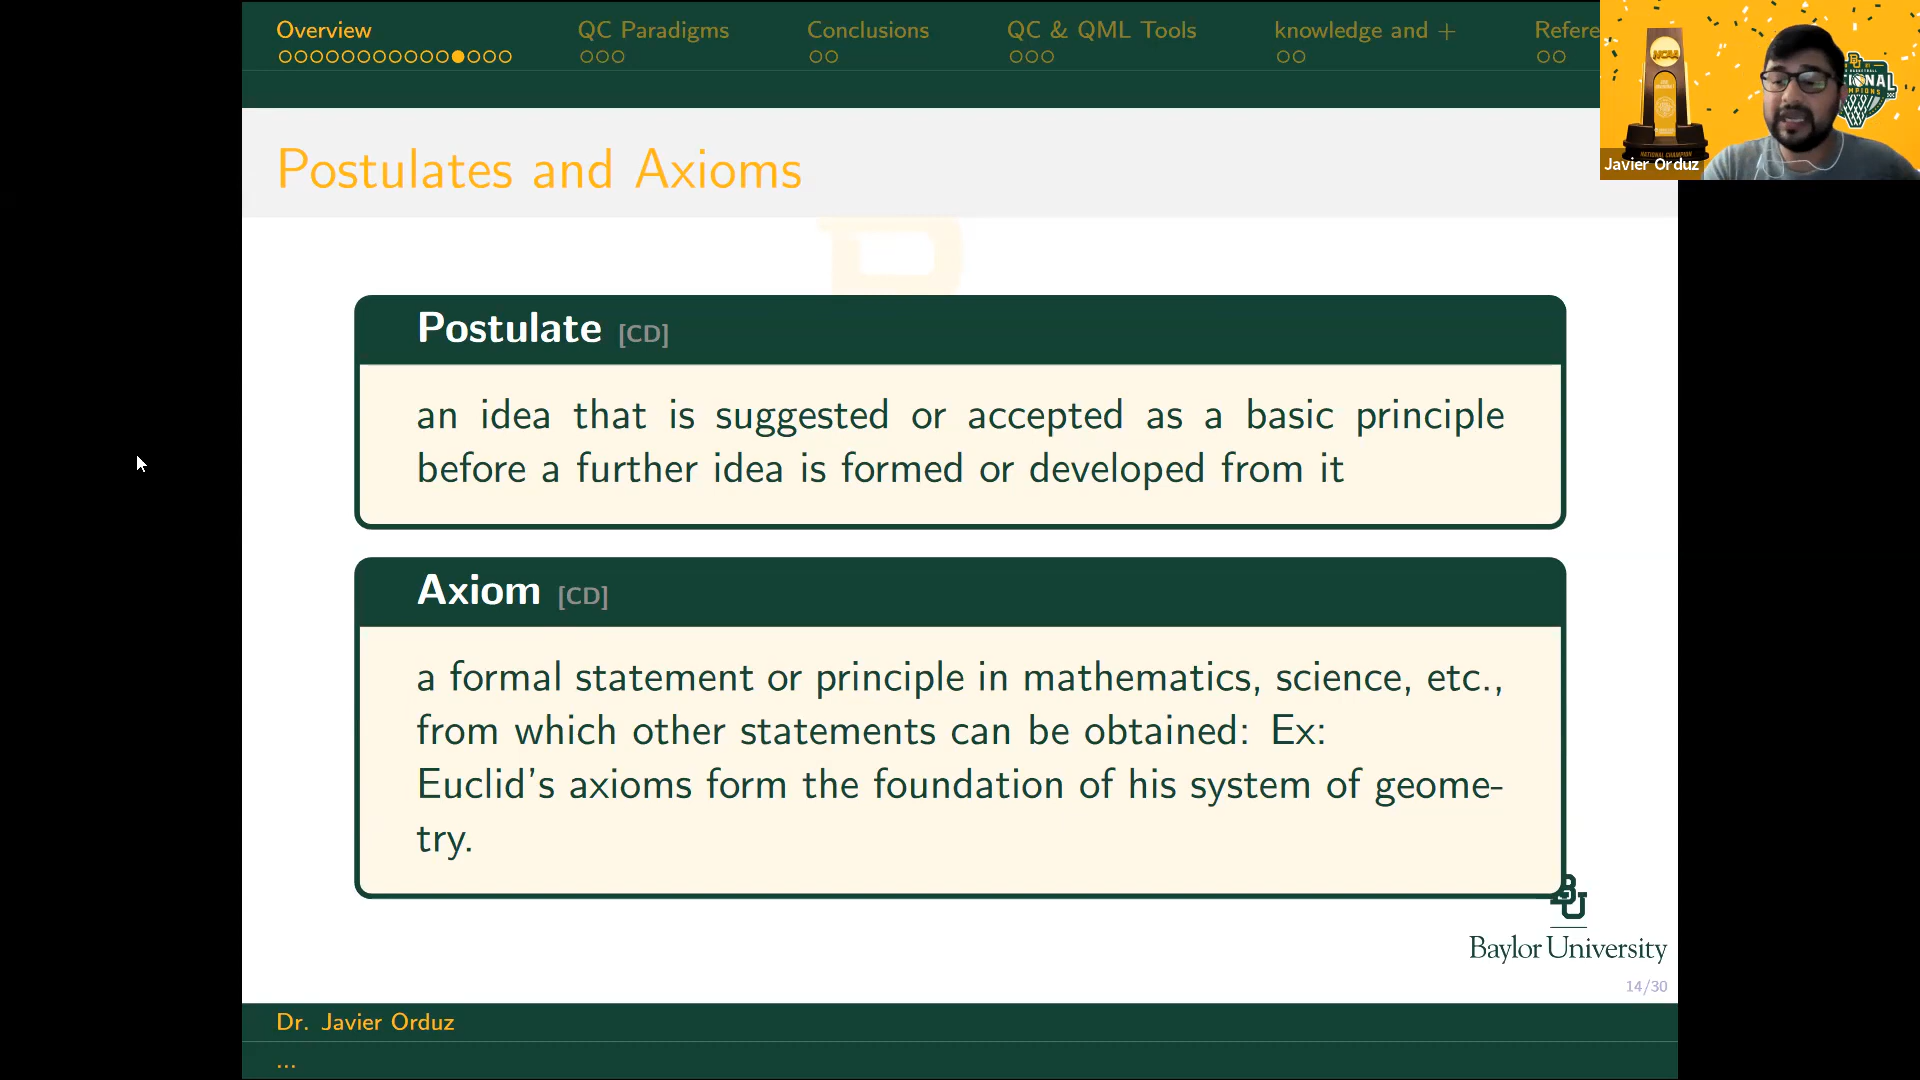 Overview QC Paradigms Conclusions QC & QML Tools knowledge and + Refere
Javier Orduz
Postulates and Axioms
Postulate [CD]
an idea that is suggested or accepted as a basic principle
before a further idea is formed or developed from it
Axiom [CD]
a formal statement or principle in mathematics, science, etc.,
from which other statements can be obtained: Ex:
Euclid's axioms form the foundation of his system of geome-
try.
BU
Baylor University
14/30
Dr. Javier Orduz
...